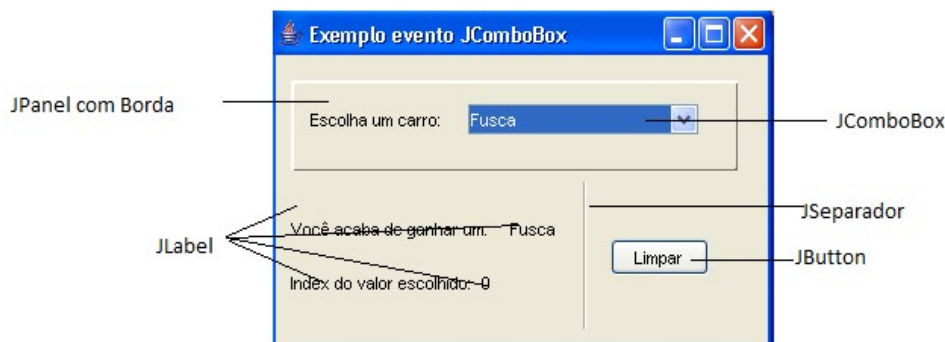 Exemplo evento JComboBox
JPanel com Borda
Escolha um carro: Fusca
JComboBox
JSeparador
Você acaba de ganhar um: Fusca
JLabel
Limpar
JButton
Index do valor escolhido: 0